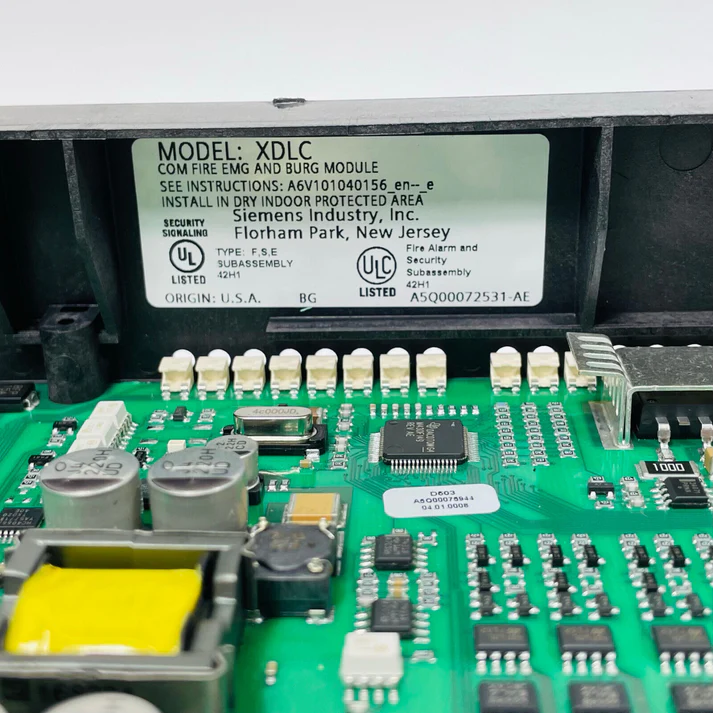 MODEL: XDLC
COM FIRE EMG AND BURG MODULE
SEE INSTRUCTIONS: A6V101040156_en--_e
INSTALL IN DRY INDOOR PROTECTED AREA
Siemens Industry, Inc.
Florham Park, New Jersey
SECURITY
SIGNALING
UL
LISTED
TYPE: F,S,E
SUBASSEMBLY
42H1
ULC
LISTED
Fire Alarm and
Security
Subassembly
42H1
ORIGIN: U.S.A.
BG
A5Q00072531-AE
D503
A5Q00075944
04.01.0006
1000